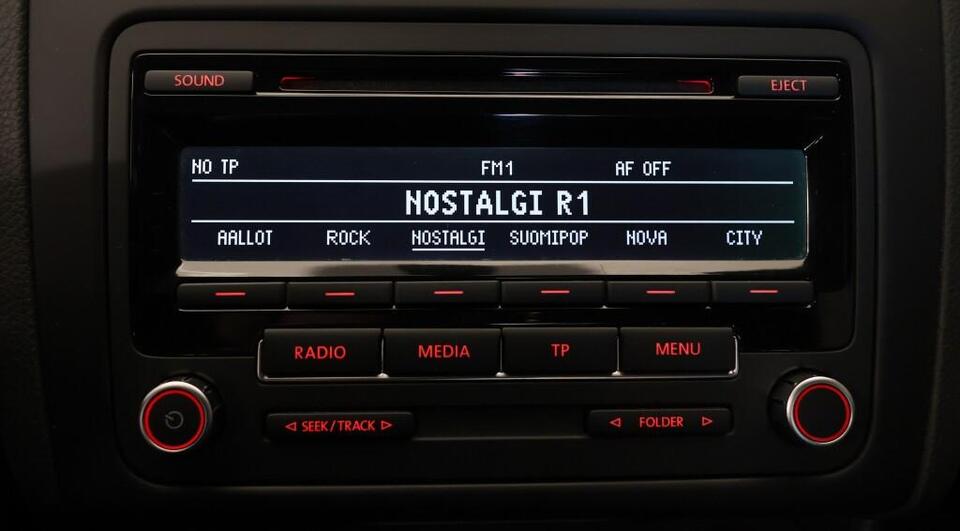 SOUND EJECT
NO TP FM1 AF OFF
NOSTALGI R1
AALLOT ROCK NOSTALGI SUOMIPOP NOVA CITY
RADIO MEDIA TP MENU
SEEK/TRACK FOLDER